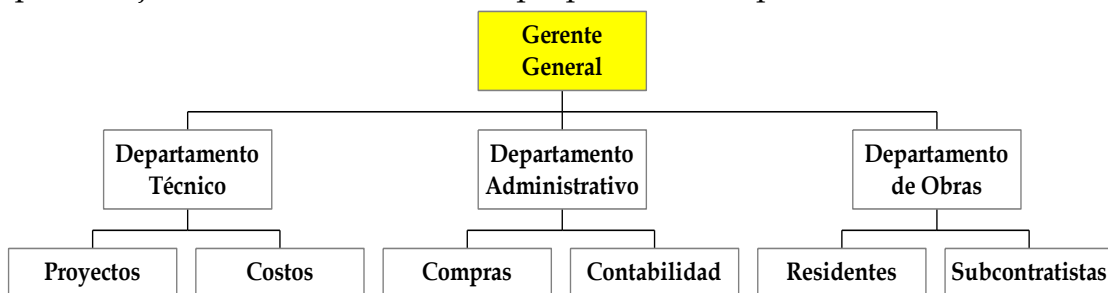 Gerente
General
Departamento
Técnico
Departamento
Administrativo
Departamento
de Obras
Proyectos
Costos
Compras
Contabilidad
Residentes
Subcontratistas